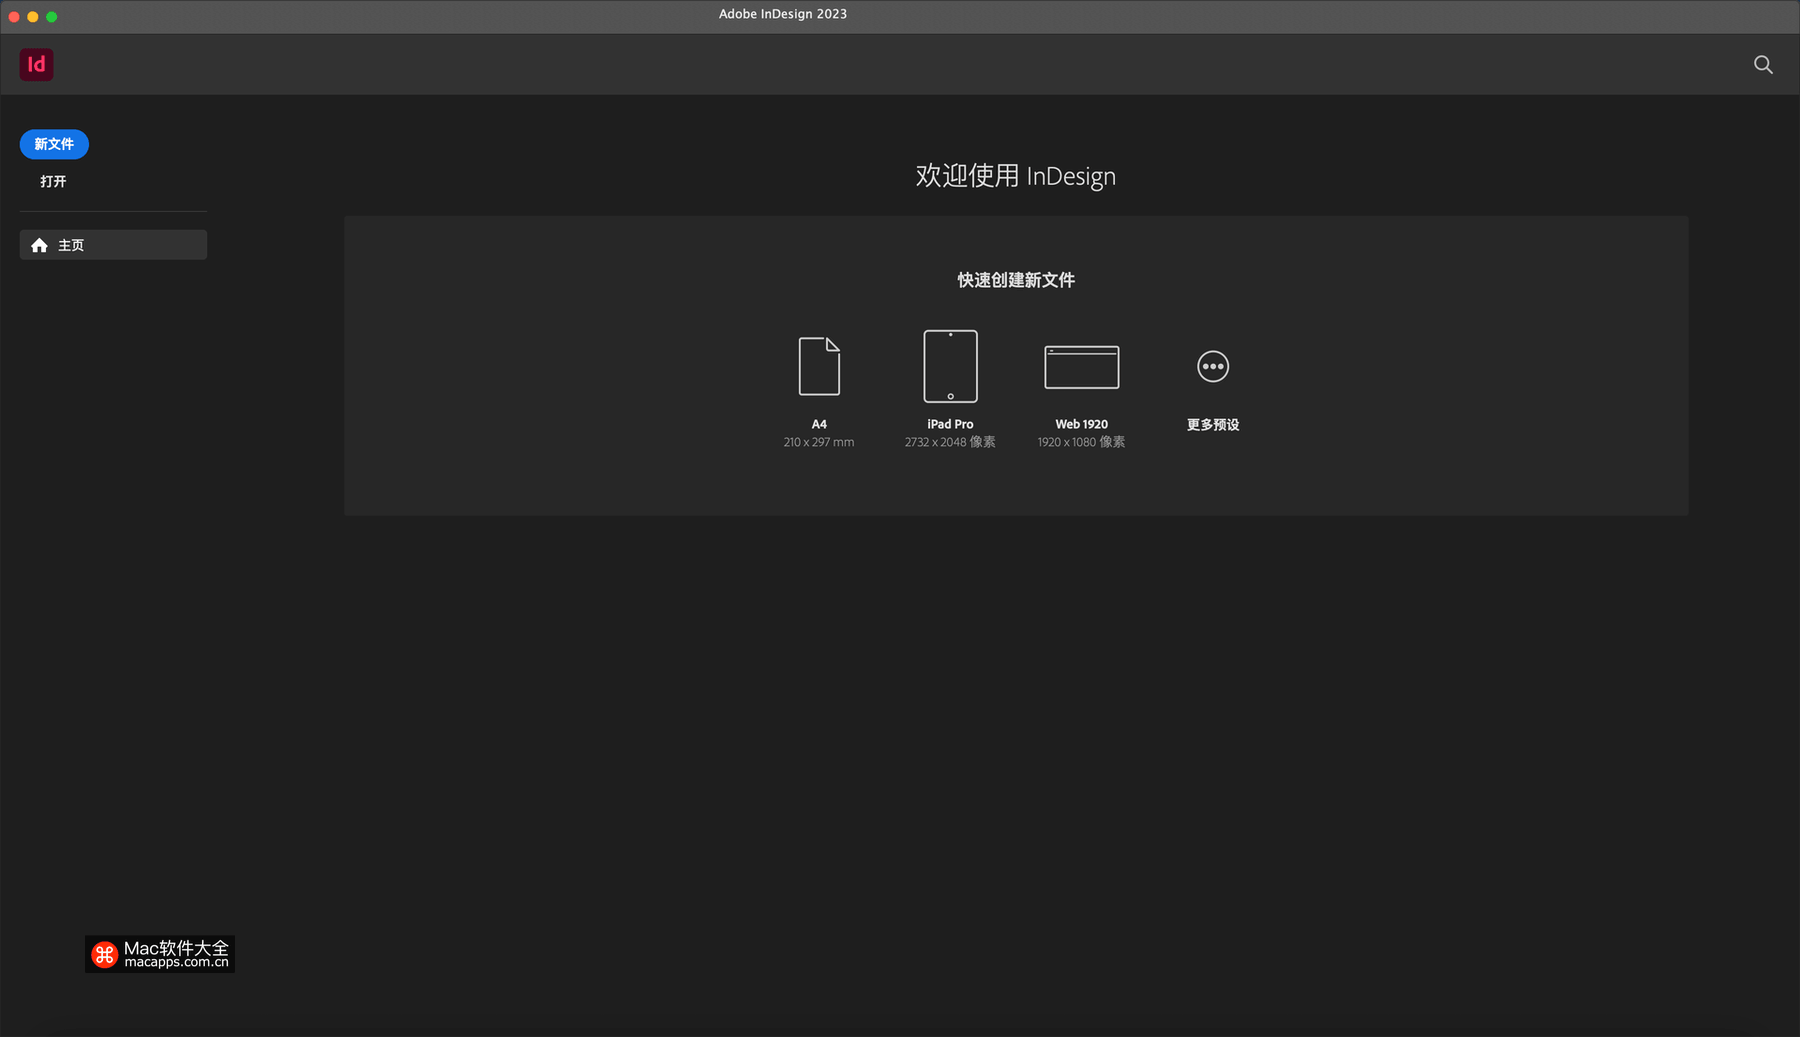 Adobe InDesign 2023
Id
新文件
打开
主页
欢迎使用 InDesign
快速创建新文件
A4
210 x 297 mm
iPad Pro
2732 x 2048 像素
Web 1920
1920 x 1080 像素
更多预设
Mac软件大全
macapps.com.cn